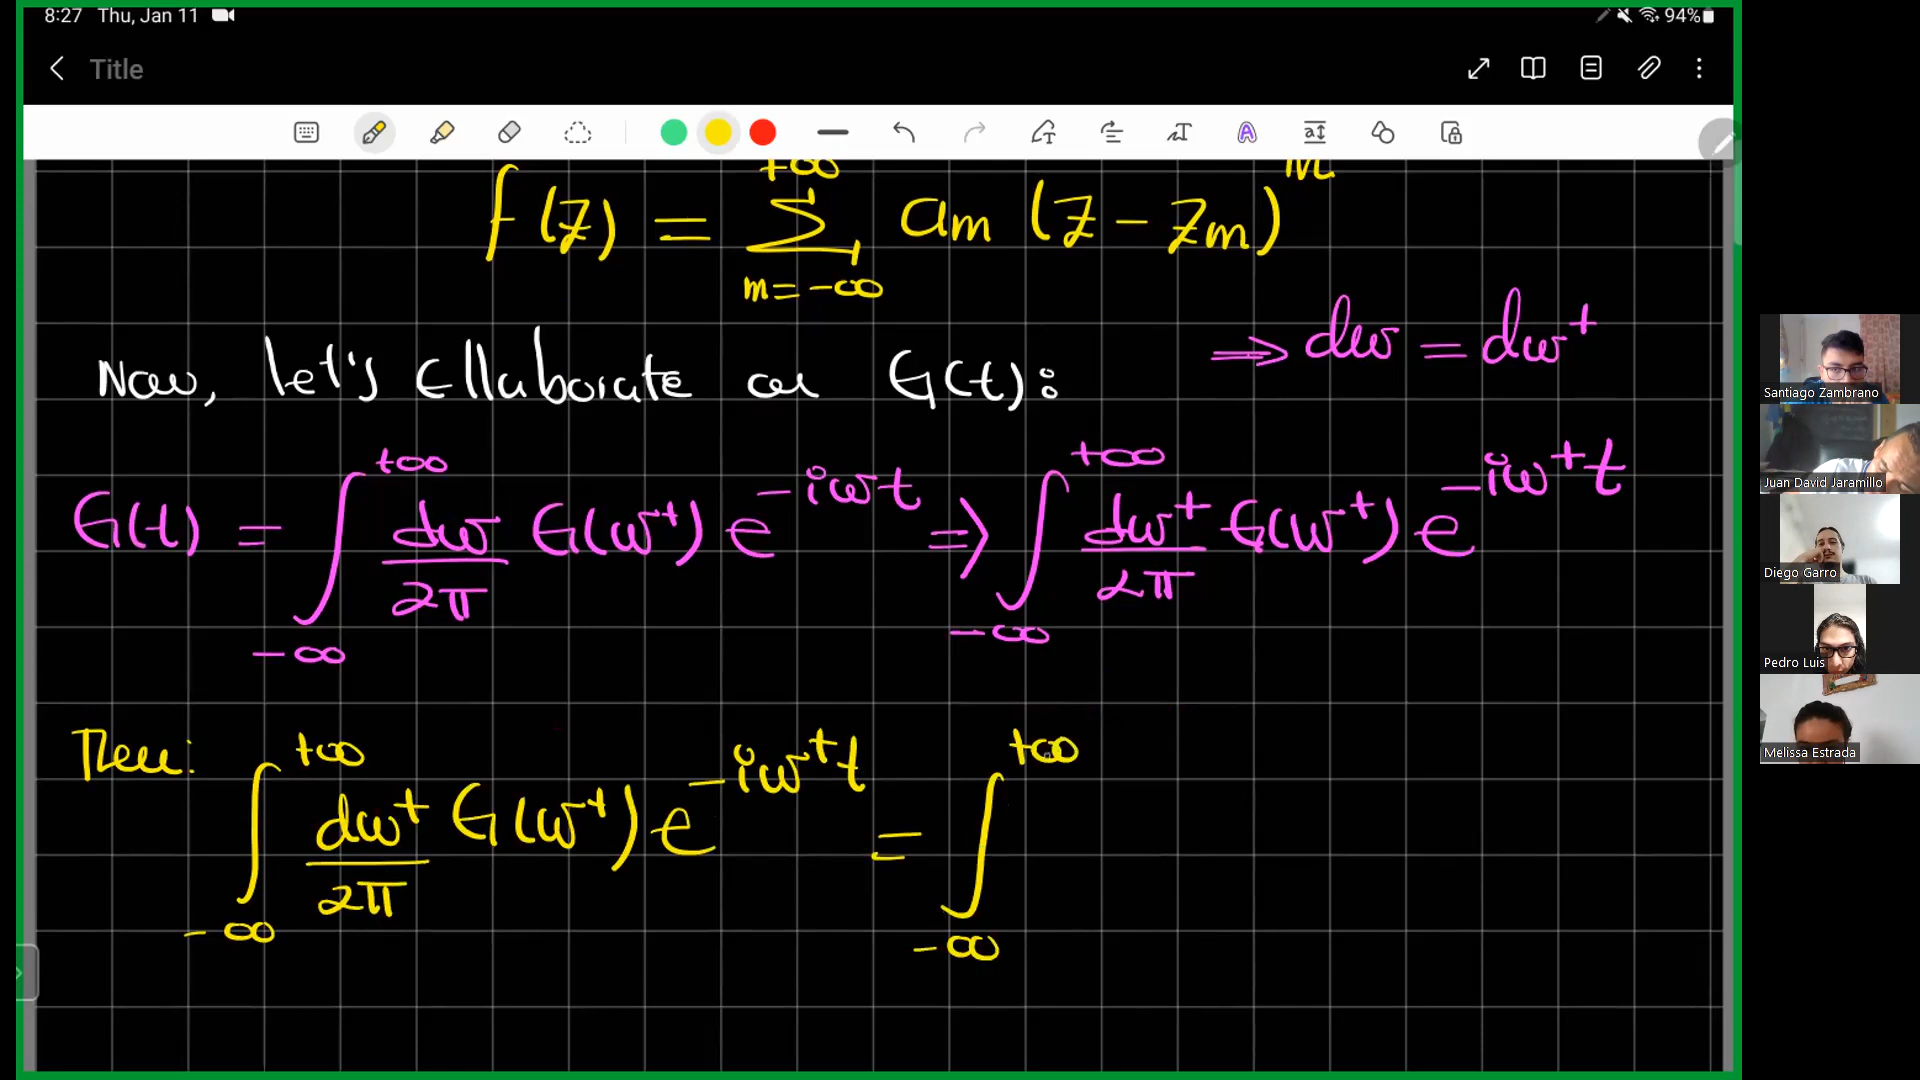 8:27 Thu, Jan 11 94%
Title
f(z) = ∑_{m=-∞}^{+∞} am (z - zm)^m
⇒ dω = dω⁺
Now, let's Ellaborate on G(t):
G(t) = ∫_{-∞}^{+∞} dω/2π G(ω⁺) e^{-iωt} ⇒ ∫_{-∞}^{+∞} dω⁺/2π G(ω⁺) e^{-iω⁺t}
Then: ∫_{-∞}^{+∞} dω⁺/2π G(ω⁺) e^{-iω⁺t} = ∫_{-∞}^{+∞}
Santiago Zambrano
Juan David Jaramillo
Diego Garro
Pedro Luis
Melissa Estrada